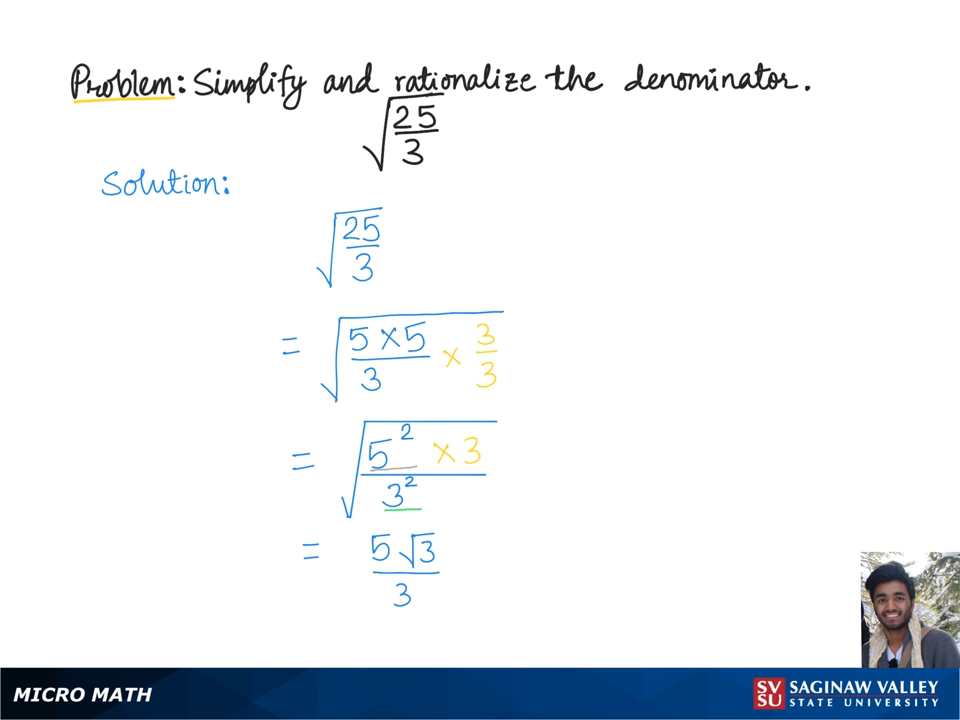 Problem: Simplify and rationalize the denominator.
√(25/3)
Solution:
√(25/3)
= √((5 × 5)/3 × 3/3)
= √((5² × 3)/3²)
= (5√3)/3
MICRO MATH
SV SU SAGINAW VALLEY
STATE UNIVERSITY